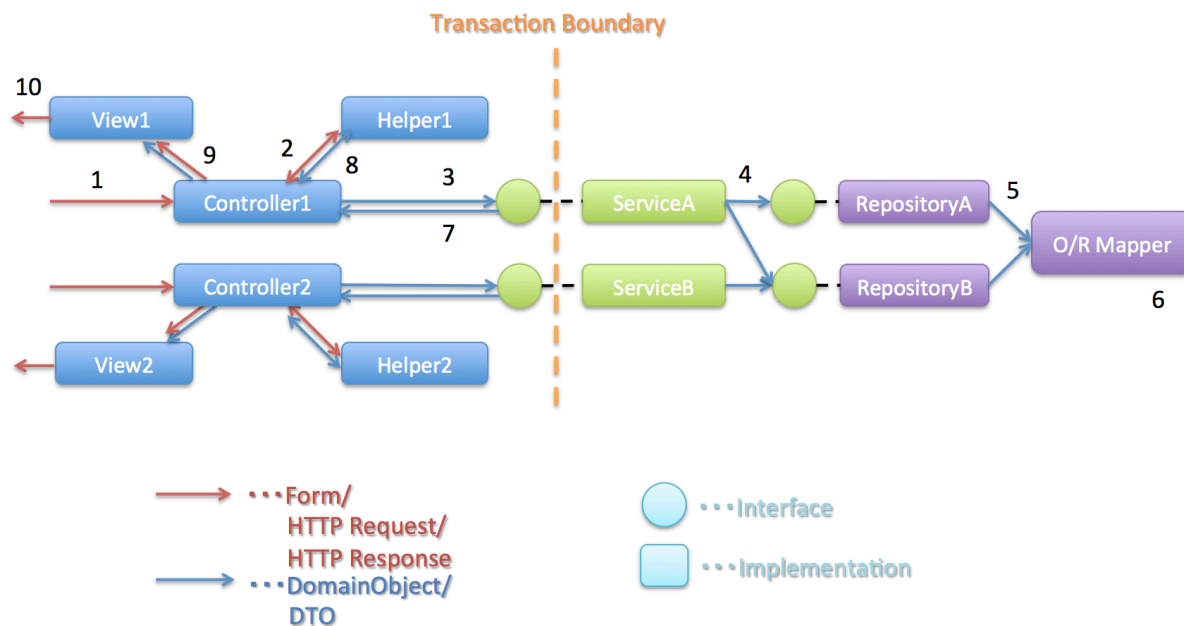 Transaction Boundary
10
View1
Helper1
9
2
8
1
3
4
5
Controller1
ServiceA
RepositoryA
7
O/R Mapper
Controller2
ServiceB
RepositoryB
6
View2
Helper2
・・・Form/
HTTP Request/
HTTP Response
・・・DomainObject/
DTO
・・・Interface
・・・Implementation